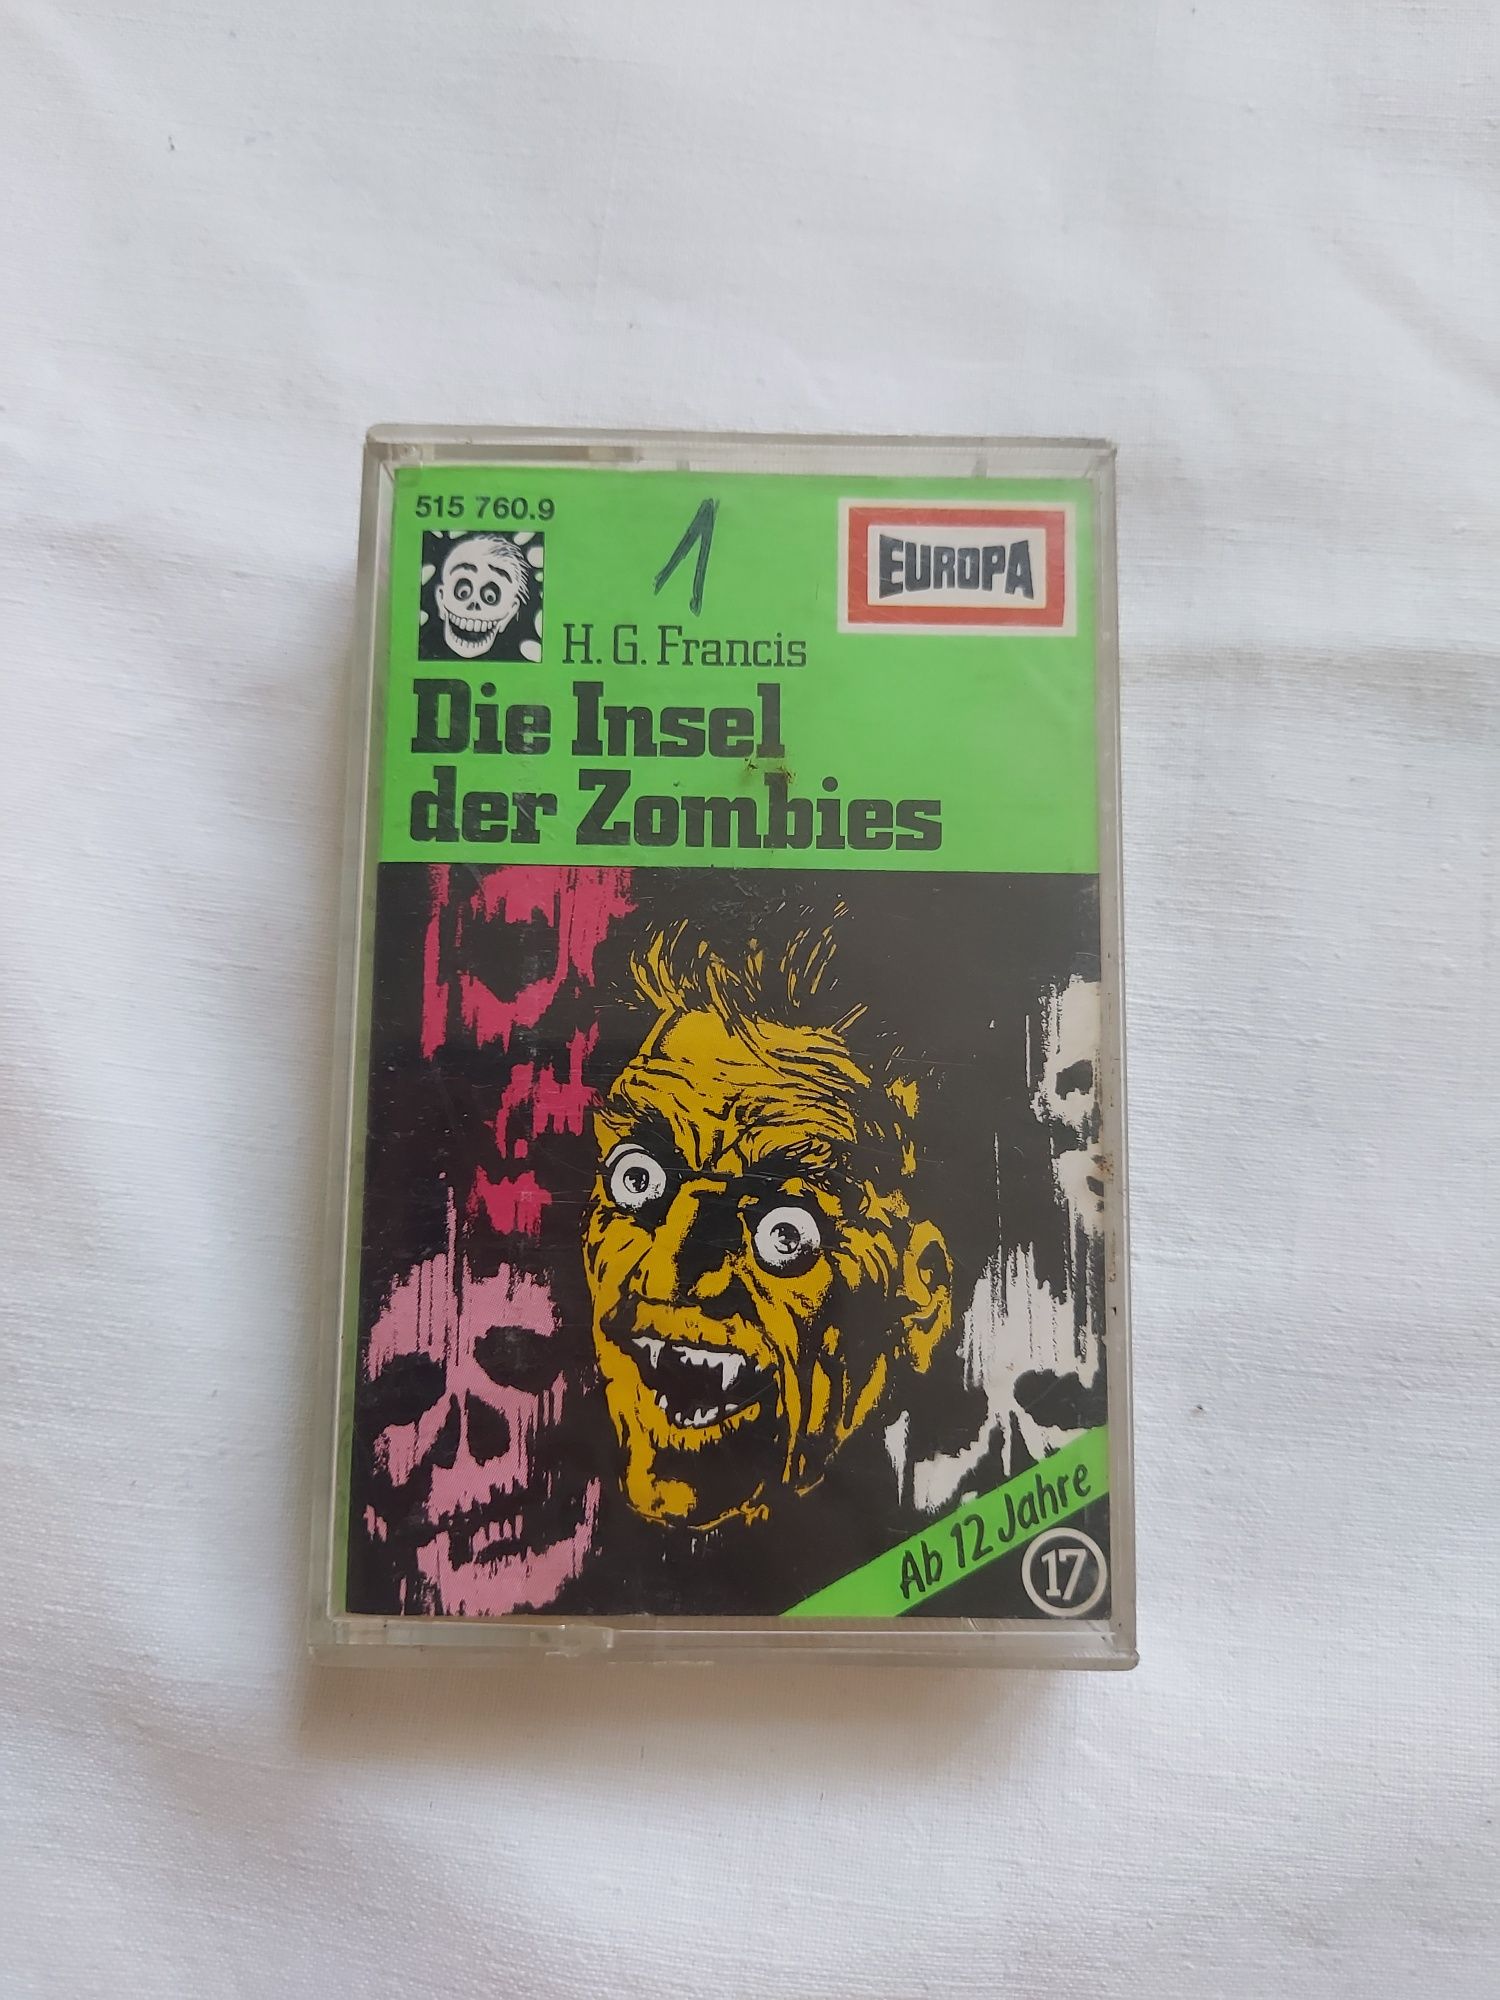 515 760.9
1
EUROPA
H. G. Francis
Die Insel
der Zombies
Ab 12 Jahre
17